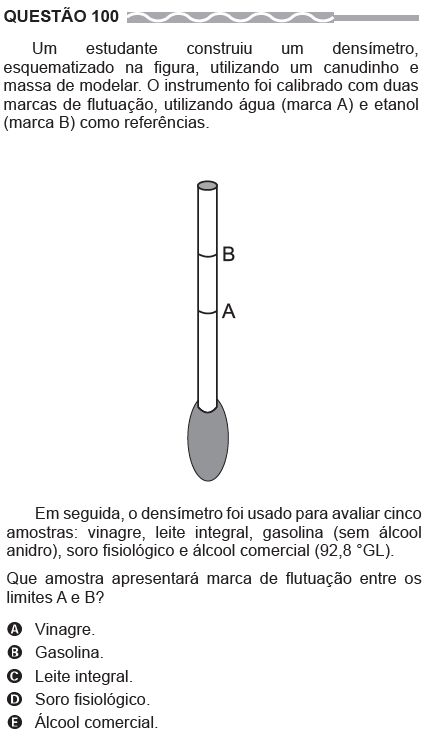 QUESTÃO 100
Um estudante construiu um densímetro,
esquematizado na figura, utilizando um canudinho e
massa de modelar. O instrumento foi calibrado com duas
marcas de flutuação, utilizando água (marca A) e etanol
(marca B) como referências.
B
A
Em seguida, o densímetro foi usado para avaliar cinco
amostras: vinagre, leite integral, gasolina (sem álcool
anidro), soro fisiológico e álcool comercial (92,8 °GL).
Que amostra apresentará marca de flutuação entre os
limites A e B?
A Vinagre.
B Gasolina.
C Leite integral.
D Soro fisiológico.
E Álcool comercial.